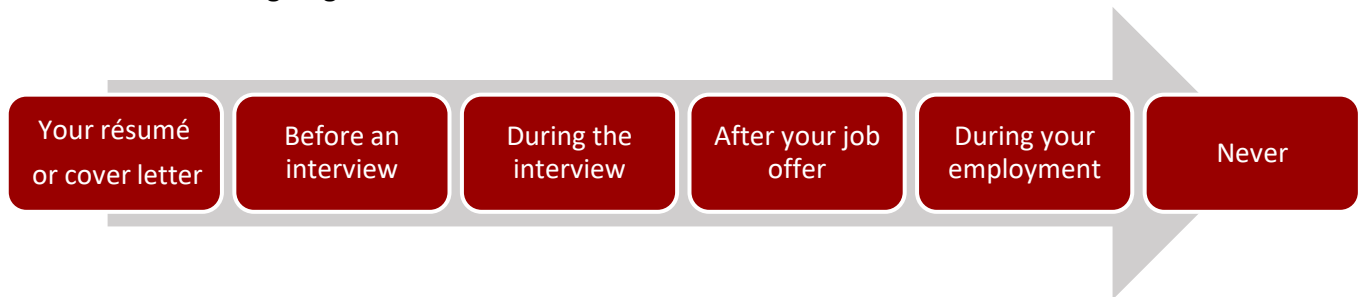 Your résumé
or cover letter
Before an
interview
During the
interview
After your job
offer
During your
employment
Never